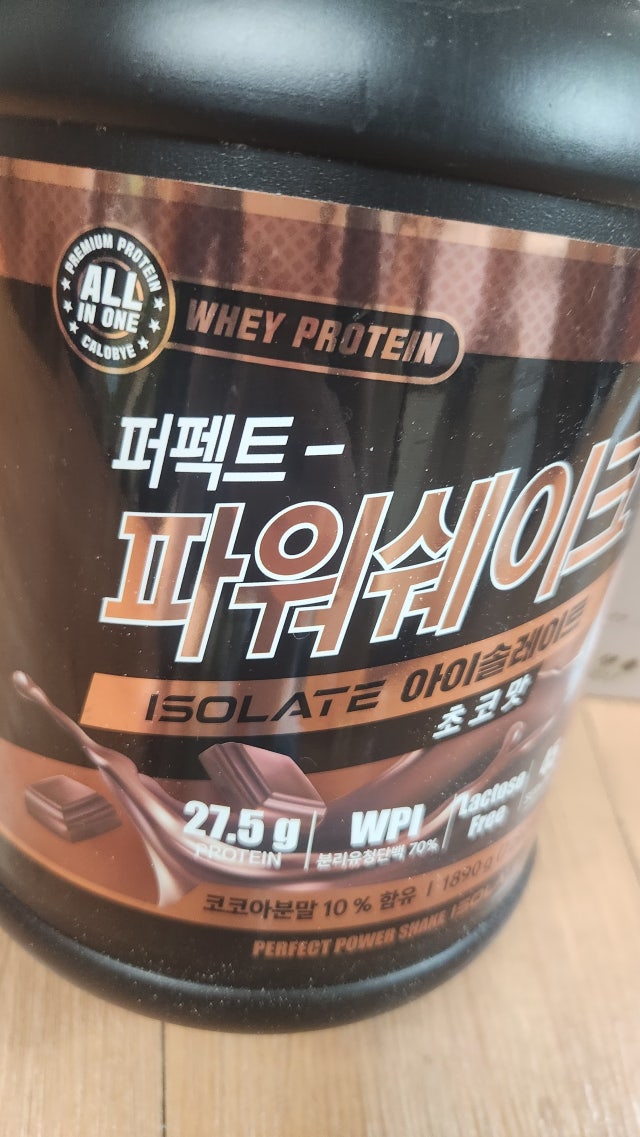 PREMIUM PROTEIN
ALL
IN ONE
CALOBYE
WHEY PROTEIN
퍼펙트 -
파워쉐이크
ISOLATE 아이솔레이트
초코맛
27.5 g
PROTEIN
WPI
분리유청단백 70%
Lactose
Free
코코아분말 10 % 함유 | 1890 g
PERFECT POWER SHAKE